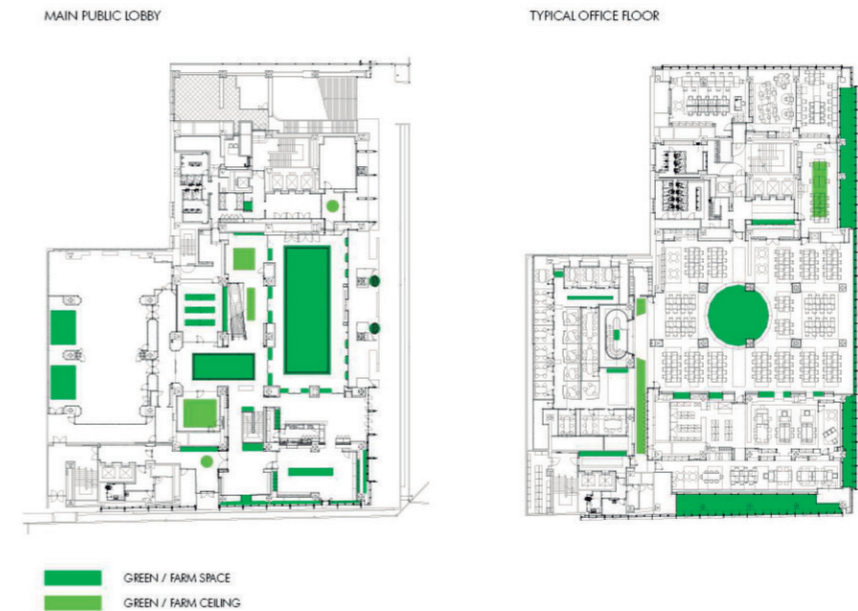 MAIN PUBLIC LOBBY
TYPICAL OFFICE FLOOR
GREEN / FARM SPACE
GREEN / FARM CEILING